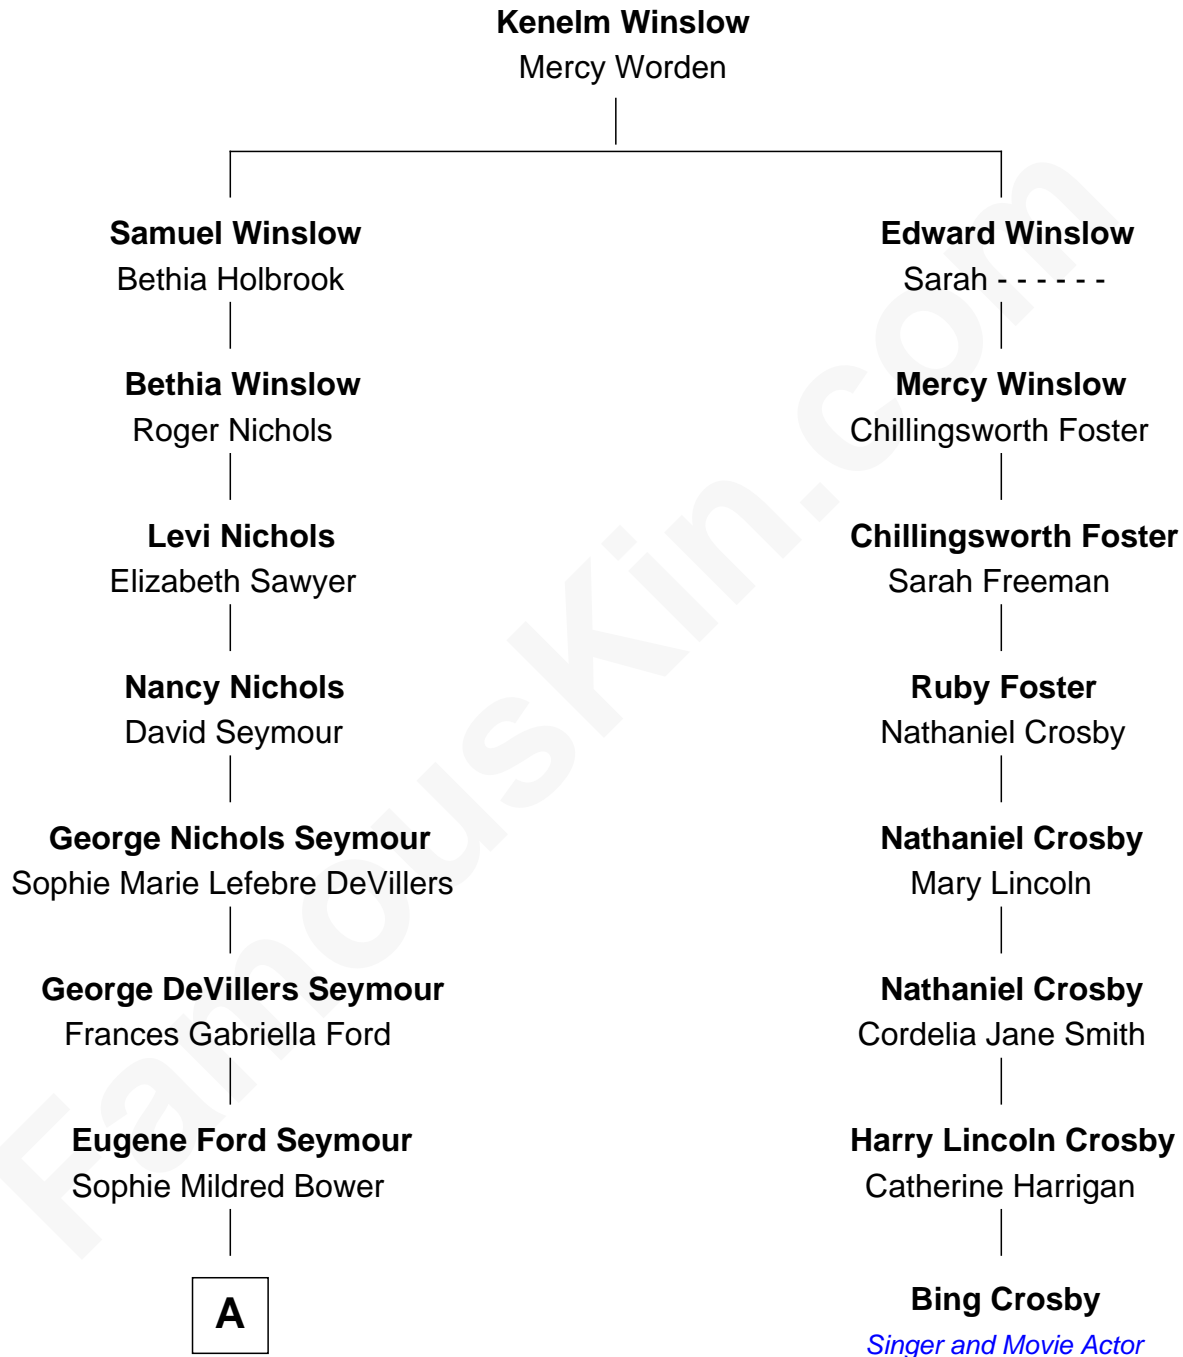 Kenelm Winslow
Mercy Worden
Samuel Winslow
Bethia Holbrook
Edward Winslow
Sarah - - - - - -
Bethia Winslow
Roger Nichols
Mercy Winslow
Chillingsworth Foster
Levi Nichols
Elizabeth Sawyer
Chillingsworth Foster
Sarah Freeman
Nancy Nichols
David Seymour
Ruby Foster
Nathaniel Crosby
George Nichols Seymour
Sophie Marie Lefebre DeVillers
Nathaniel Crosby
Mary Lincoln
George DeVillers Seymour
Frances Gabriella Ford
Nathaniel Crosby
Cordelia Jane Smith
Eugene Ford Seymour
Sophie Mildred Bower
Harry Lincoln Crosby
Catherine Harrigan
A
Bing Crosby
Singer and Movie Actor
FamousKin.com